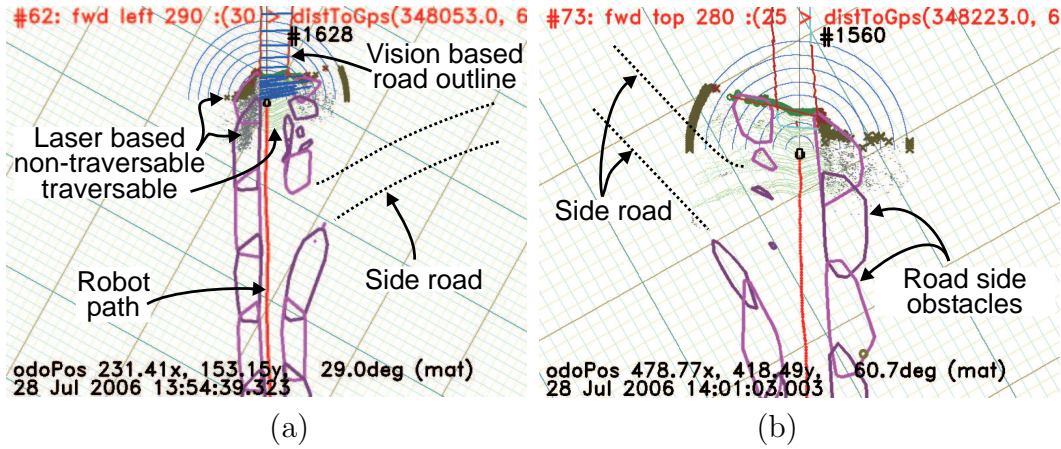 #62: fwd left 290 :(30 > distToGps(348053.0, 6
#1628
Vision based
road outline
Laser based
non-traversable
traversable
Side road
Robot
path
odoPos 231.41x, 153.15y, 29.0deg (mat)
28 Jul 2006 13:54:39.323
(a)
#73: fwd top 280 :(25 > distToGps(348223.0, 6
#1560
Side road
Road side
obstacles
odoPos 478.77x, 418.49y, 60.7deg (mat)
28 Jul 2006 14:01:03.003
(b)